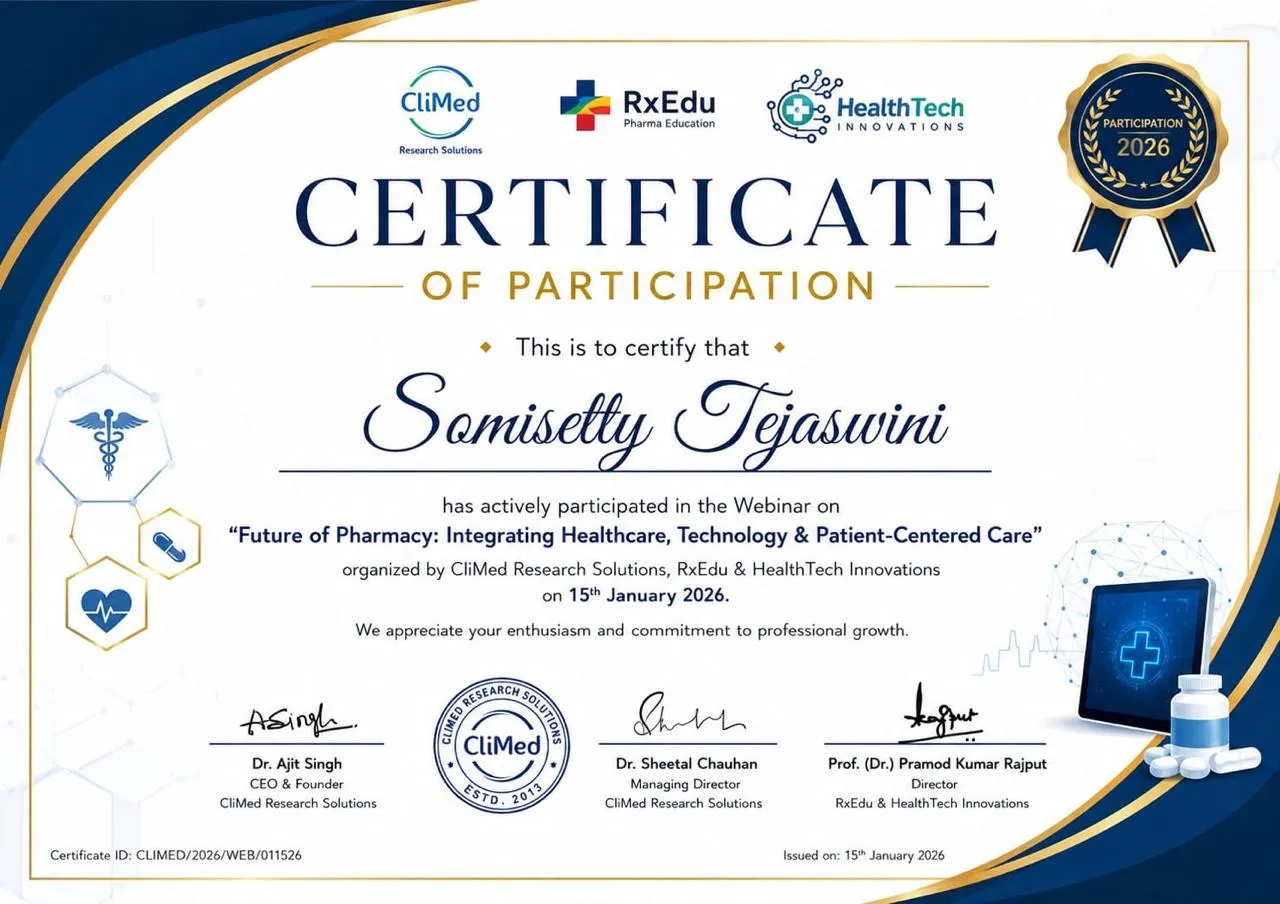 CliMed
Research Solutions
RxEdu
Pharma Education
HealthTech
INNOVATIONS
PARTICIPATION
2026
CERTIFICATE
OF PARTICIPATION
This is to certify that
Somisetty Tejaswini
has actively participated in the Webinar on
“Future of Pharmacy: Integrating Healthcare, Technology & Patient-Centered Care”
organized by CliMed Research Solutions, RxEdu & HealthTech Innovations
on 15th January 2026.
We appreciate your enthusiasm and commitment to professional growth.
ASingh
Dr. Ajit Singh
CEO & Founder
CliMed Research Solutions
CLIMED RESEARCH SOLUTIONS
CliMed
ESTD. 2013
Dr. Sheetal Chauhan
Managing Director
CliMed Research Solutions
Prof. (Dr.) Pramod Kumar Rajput
Director
RxEdu & HealthTech Innovations
Certificate ID: CLIMED/2026/WEB/011526
Issued on: 15th January 2026